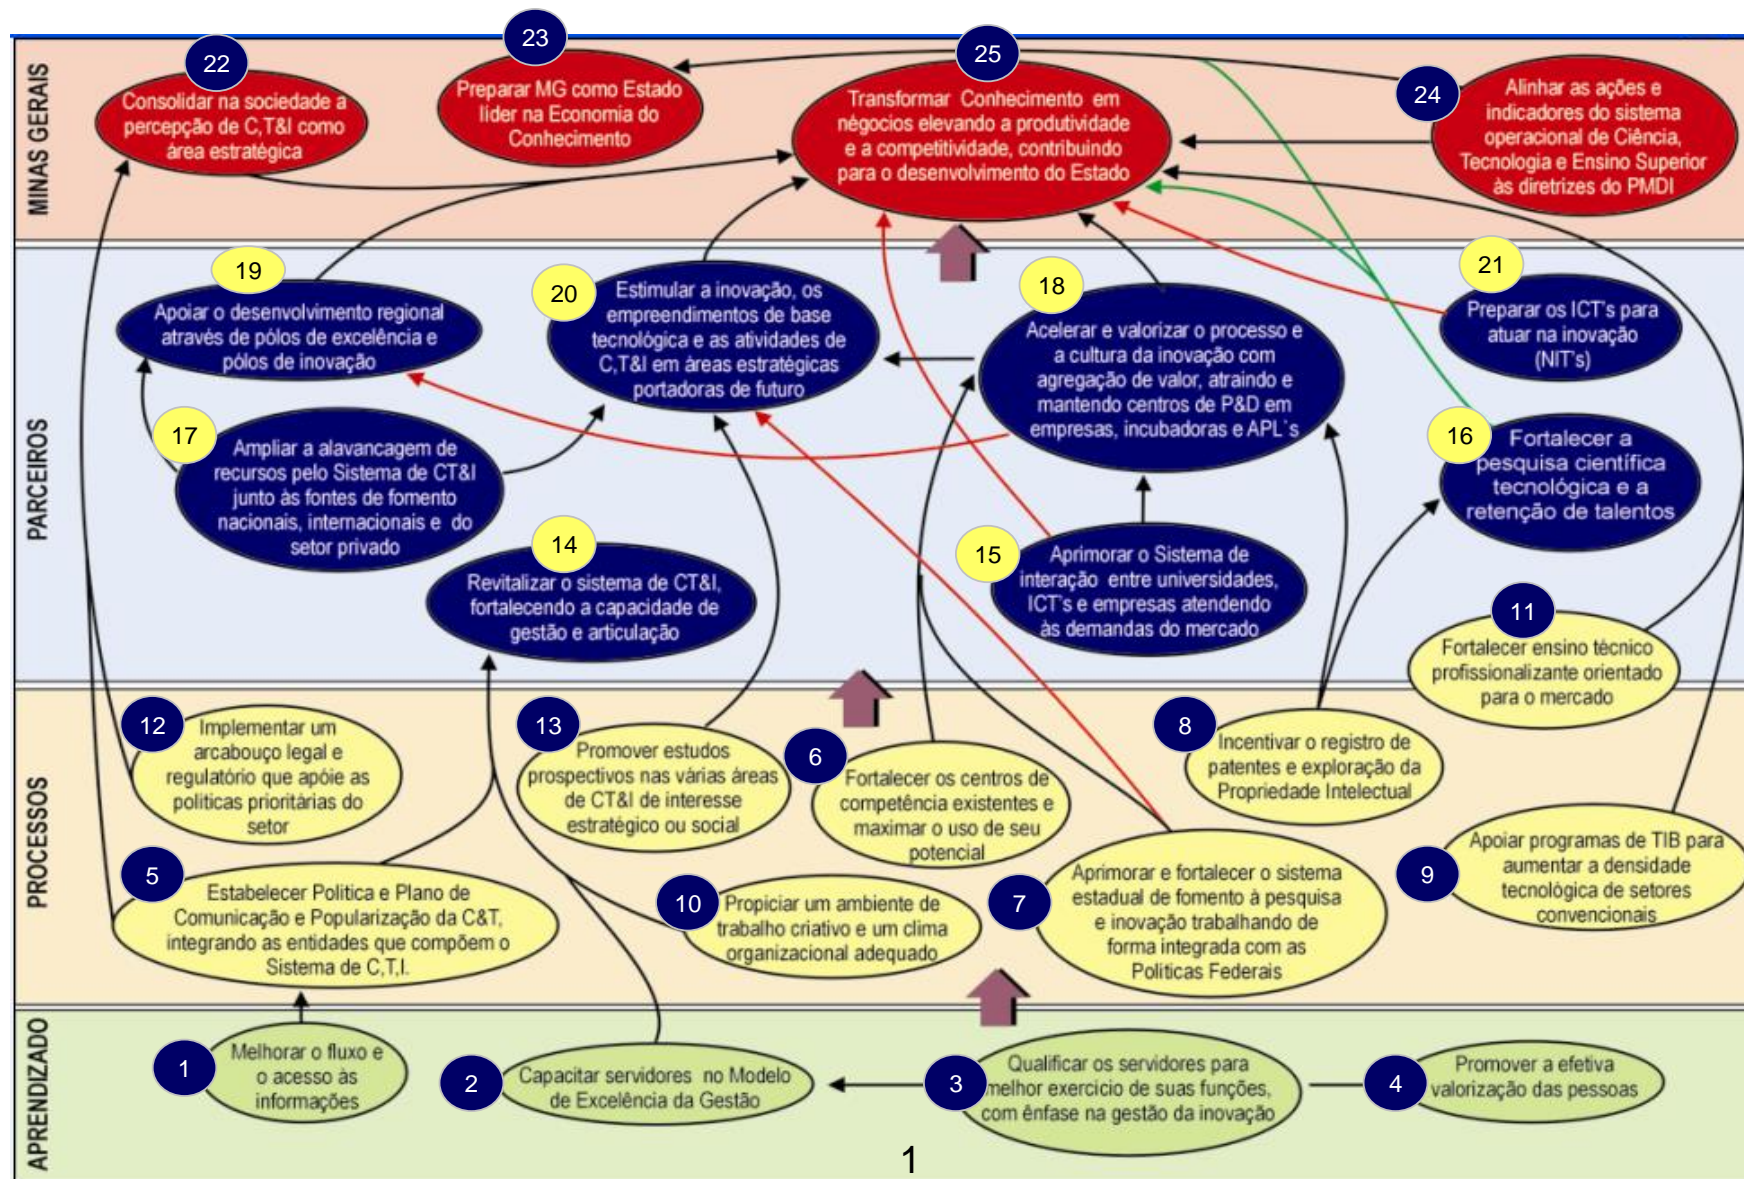 MINAS GERAIS
22
Consolidar na sociedade a
percepção de C,T&I como
área estratégica
23
Preparar MG como Estado
líder na Economia do
Conhecimento
25
Transformar Conhecimento em
négocios elevando a produtividade
e a competitividade, contribuindo
para o desenvolvimento do Estado
24
Alinhar as ações e
indicadores do sistema
operacional de Ciência,
Tecnologia e Ensino Superior
às diretrizes do PMDI
PARCEIROS
19
Apoiar o desenvolvimento regional
através de pólos de excelência e
pólos de inovação
20
Estimular a inovação, os
empreendimentos de base
tecnológica e as atividades de
C,T&I em áreas estratégicas
portadoras de futuro
18
Acelerar e valorizar o processo e
a cultura da inovação com
agregação de valor, atraindo e
mantendo centros de P&D em
empresas, incubadoras e APL`s
21
Preparar os ICT's para
atuar na inovação
(NIT's)
17
Ampliar a alavancagem de
recursos pelo Sistema de CT&I
junto às fontes de fomento
nacionais, internacionais e do
setor privado
16
Fortalecer a
pesquisa científica
tecnológica e a
retenção de talentos
14
Revitalizar o sistema de CT&I,
fortalecendo a capacidade de
gestão e articulação
15
Aprimorar o Sistema de
interação entre universidades,
ICT's e empresas atendendo
às demandas do mercado
11
Fortalecer ensino técnico
profissionalizante orientado
para o mercado
PROCESSOS
12
Implementar um
arcabouço legal e
regulatório que apóie as
políticas prioritárias do
setor
13
Promover estudos
prospectivos nas várias áreas
de CT&I de interesse
estratégico ou social
6
Fortalecer os centros de
competência existentes e
maximar o uso de seu
potencial
8
Incentivar o registro de
patentes e exploração da
Propriedade Intelectual
5
Estabelecer Política e Plano de
Comunicação e Popularização da C&T,
integrando as entidades que compõem o
Sistema de C,T,I.
10
Propiciar um ambiente de
trabalho criativo e um clima
organizacional adequado
7
Aprimorar e fortalecer o sistema
estadual de fomento à pesquisa
e inovação trabalhando de
forma integrada com as
Politicas Federais
9
Apoiar programas de TIB para
aumentar a densidade
tecnológica de setores
convencionais
APRENDIZADO
1
Melhorar o fluxo e
o acesso às
informações
2
Capacitar servidores no Modelo
de Excelência da Gestão
3
Qualificar os servidores para
melhor exercicio de suas funções,
com ênfase na gestão da inovação
4
Promover a efetiva
valorização das pessoas
1